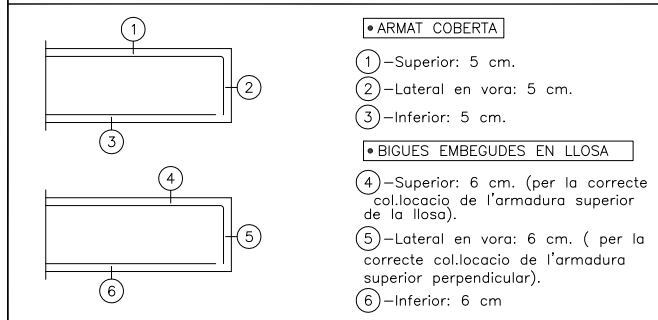 1
2
3
• ARMAT COBERTA
1 -Superior: 5 cm.
2 -Lateral en vora: 5 cm.
3 -Inferior: 5 cm.
• BIGUES EMBEGUDES EN LLOSA
4
5
6
4 -Superior: 6 cm. (per la correcte
col.locacio de l'armadura superior
de la llosa).
5 -Lateral en vora: 6 cm. ( per la
correcte col.locacio de l'armadura
superior perpendicular).
6 -Inferior: 6 cm